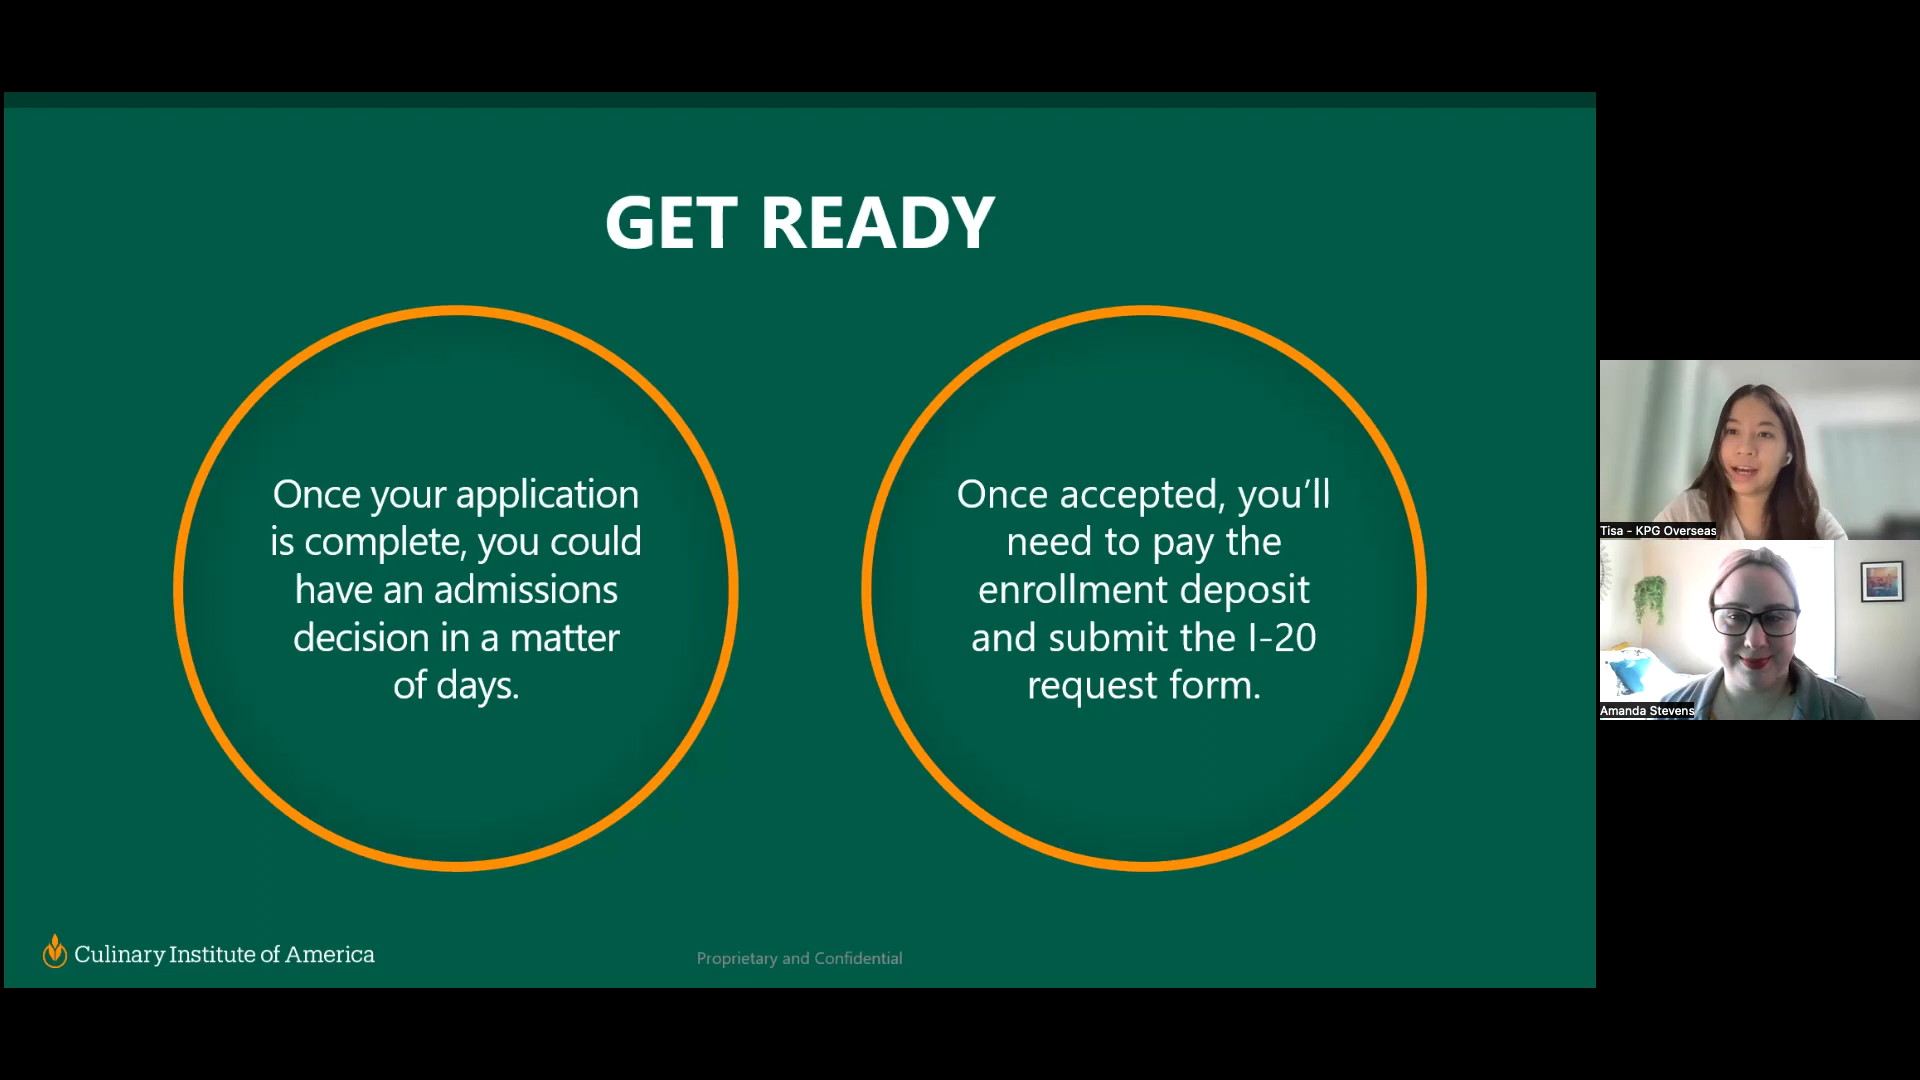 GET READY
Once your application
is complete, you could
have an admissions
decision in a matter
of days.
Once accepted, you’ll
need to pay the
enrollment deposit
and submit the I-20
request form.
Culinary Institute of America
Proprietary and Confidential
Tisa - KPG Overseas
Amanda Stevens